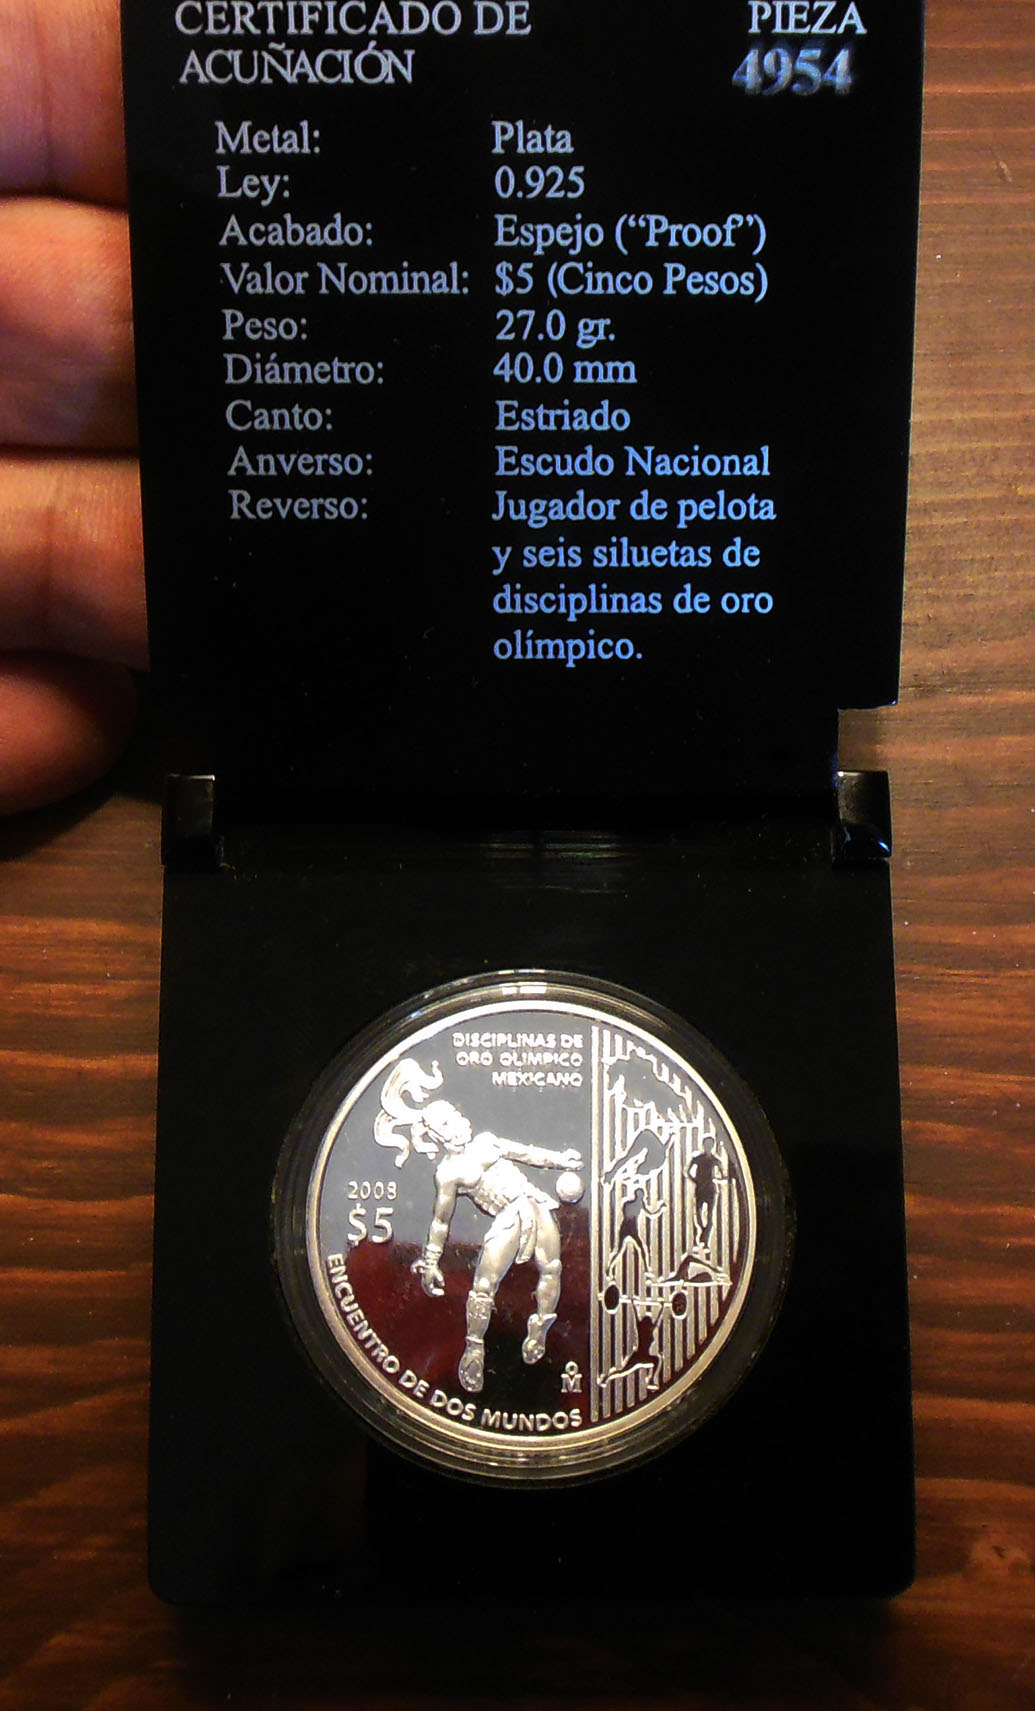 CERTIFICADO DE ACUÑACIÓN
PIEZA
4954
Metal: Plata
Ley: 0.925
Acabado: Espejo (“Proof”)
Valor Nominal: $5 (Cinco Pesos)
Peso: 27.0 gr.
Diámetro: 40.0 mm
Canto: Estriado
Anverso: Escudo Nacional
Reverso: Jugador de pelota
y seis siluetas de
disciplinas de oro
olímpico.
DISCIPLINAS DE
ORO OLIMPICO
MEXICANO
2008
$5
ENCUENTRO DE DOS MUNDOS
M